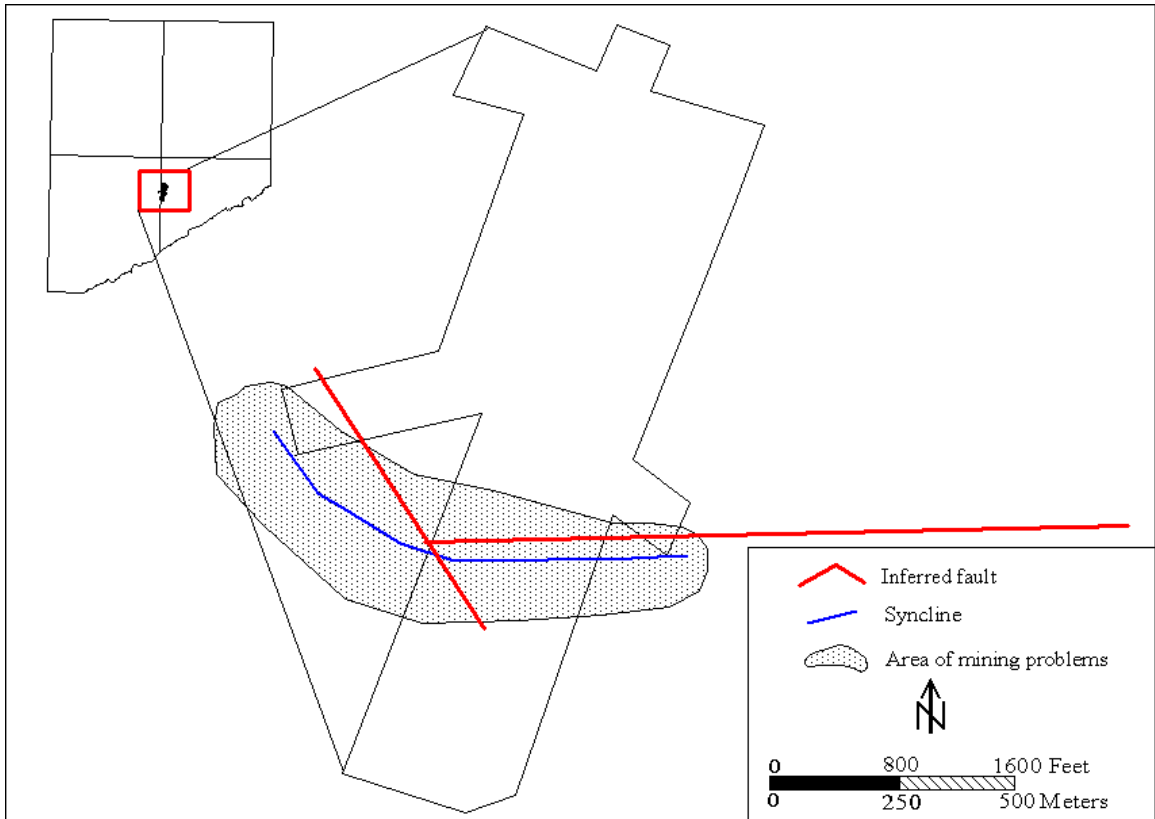 Inferred fault
Syncline
Area of mining problems
N
0 800 1600 Feet
0 250 500 Meters